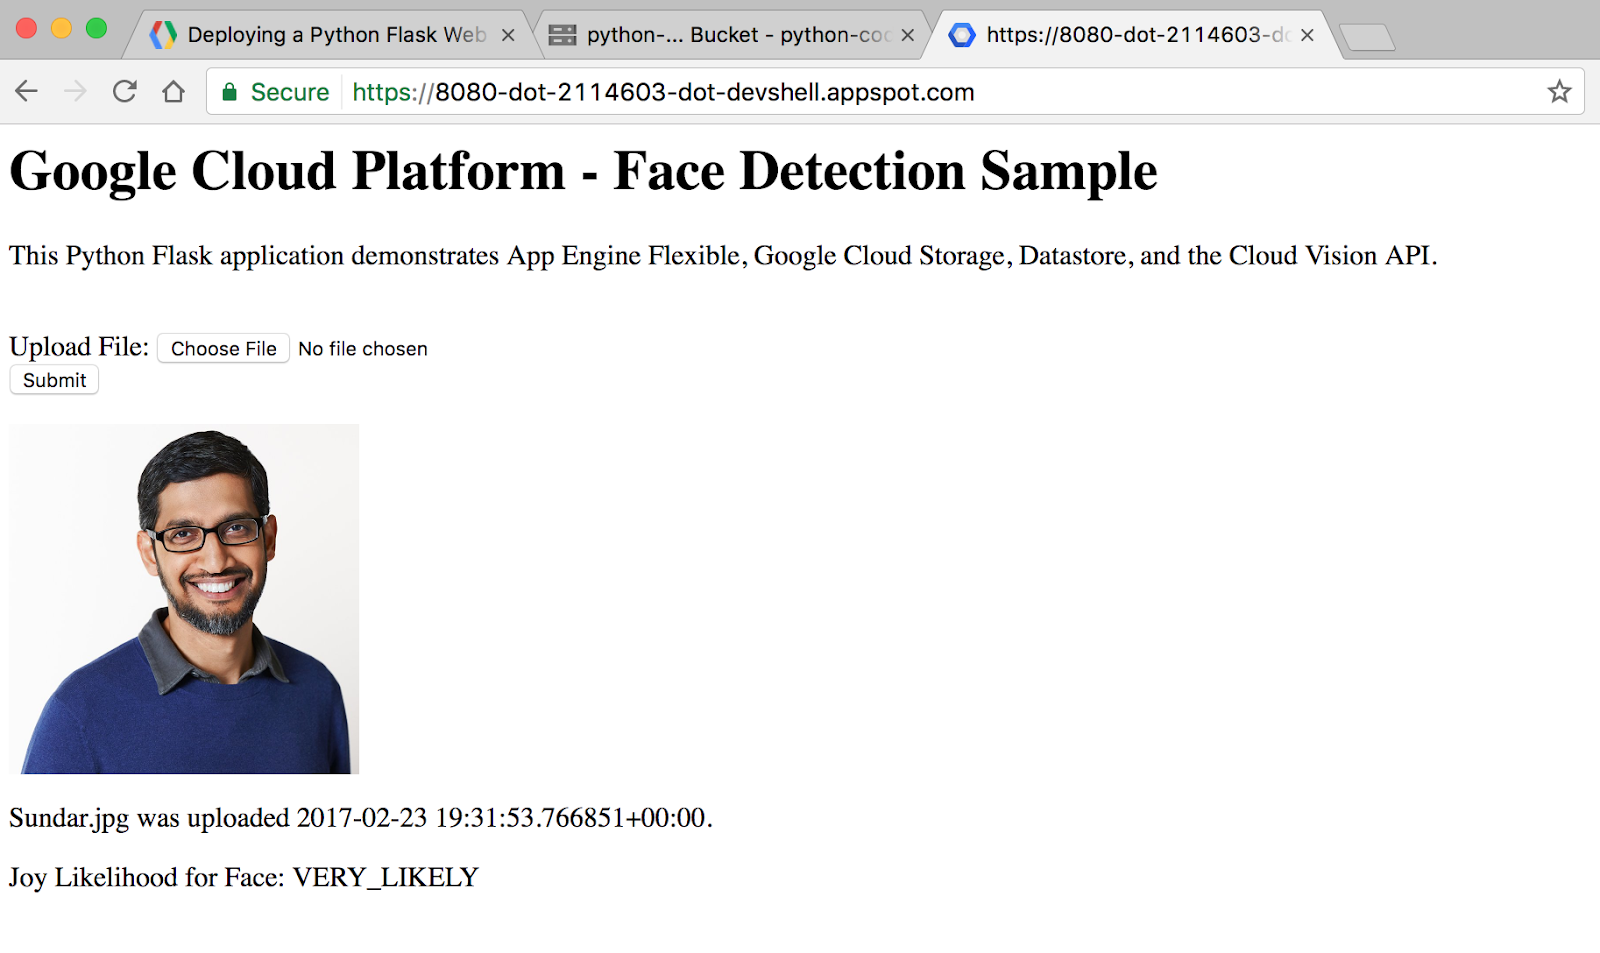 Deploying a Python Flask Web
python-... Bucket - python-coc
https://8080-dot-2114603-dc
Secure https://8080-dot-2114603-dot-devshell.appspot.com
Google Cloud Platform - Face Detection Sample
This Python Flask application demonstrates App Engine Flexible, Google Cloud Storage, Datastore, and the Cloud Vision API.
Upload File: Choose File No file chosen
Submit
Sundar.jpg was uploaded 2017-02-23 19:31:53.766851+00:00.
Joy Likelihood for Face: VERY_LIKELY